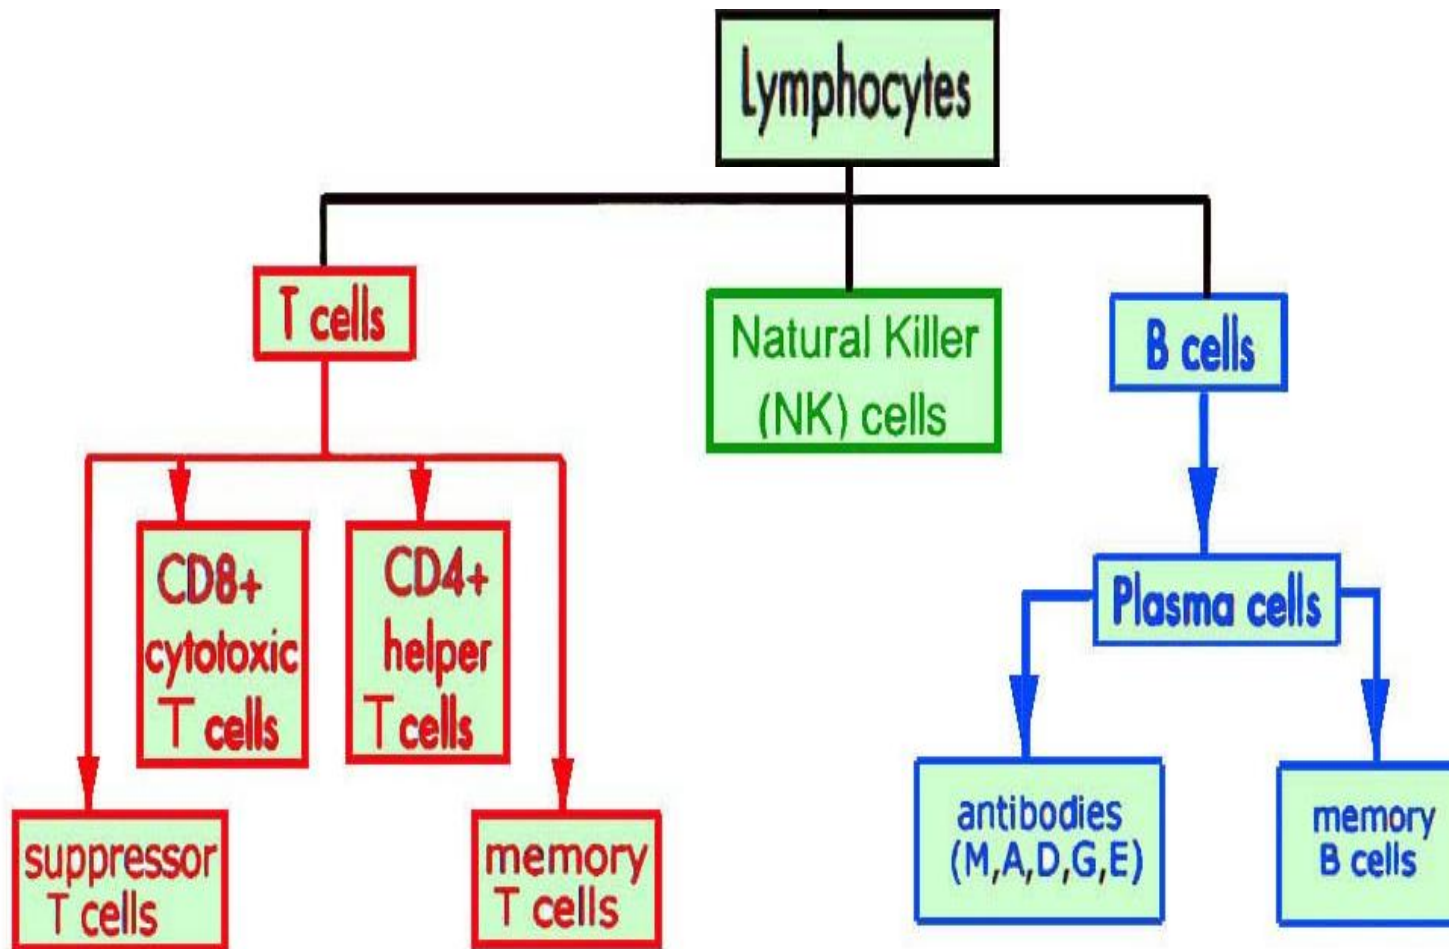 Lymphocytes
T cells
Natural Killer
(NK) cells
B cells
CD8+
cytotoxic
T cells
CD4+
helper
T cells
Plasma cells
suppressor
T cells
memory
T cells
antibodies
(M,A,D,G,E)
memory
B cells